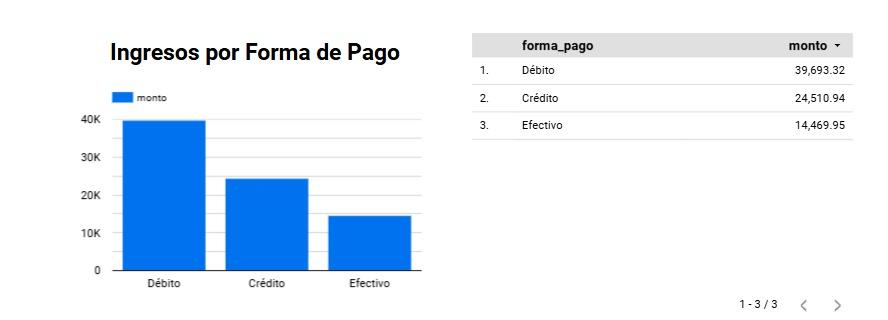 Ingresos por Forma de Pago
monto
40K
30K
20K
10K
0
Débito Crédito Efectivo
forma_pago monto
1. Débito 39,693.32
2. Crédito 24,510.94
3. Efectivo 14,469.95
1 - 3 / 3